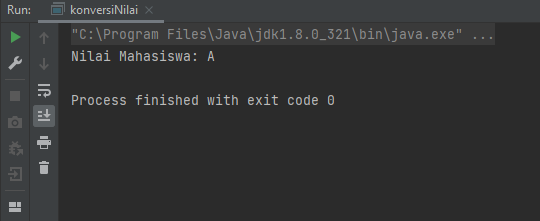 Run: konversiNilai
"C:\Program Files\Java\jdk1.8.0_321\bin\java.exe" ...
Nilai Mahasiswa: A
Process finished with exit code 0